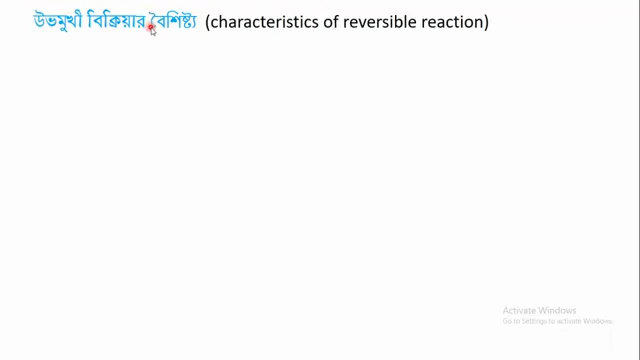 উভমুখী বিক্রিয়ার বৈশিষ্ট্য (characteristics of reversible reaction)
Activate Windows
Go to Settings to activate Windows.